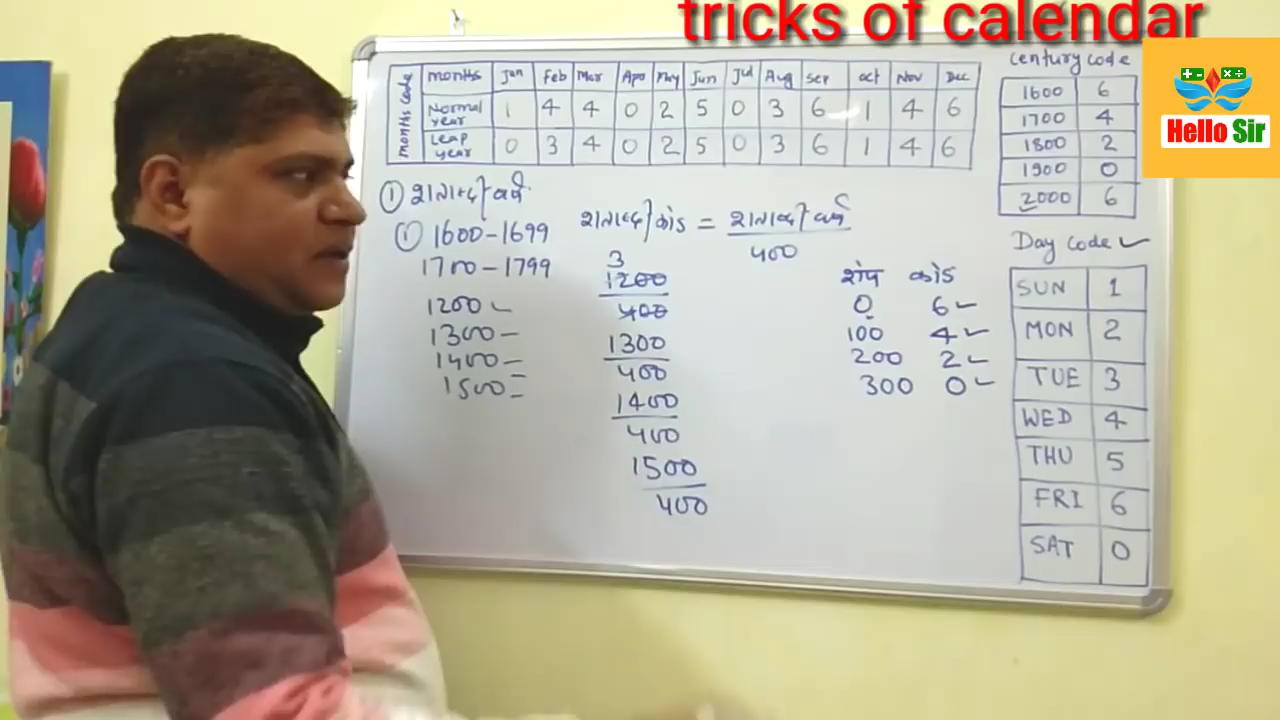 tricks of calendar
Hello Sir
months code
months Jan Feb Mar Apr May Jun Jul Aug Sep oct Nov Dec
Normal year 1 4 4 0 2 5 0 3 6 1 4 6
Leap year 0 3 4 0 2 5 0 3 6 1 4 6
century code
1600 6
1700 4
1800 2
1900 0
2000 6
① शताब्दी वर्ष
① 1600-1699
1700-1799
1200
1300
1400
1500
शताब्दी कोड = शताब्दी वर्ष
400
3
1200
400
1300
400
1400
400
1500
400
शेष कोड
0 6
100 4
200 2
300 0
Day code
SUN 1
MON 2
TUE 3
WED 4
THU 5
FRI 6
SAT 0